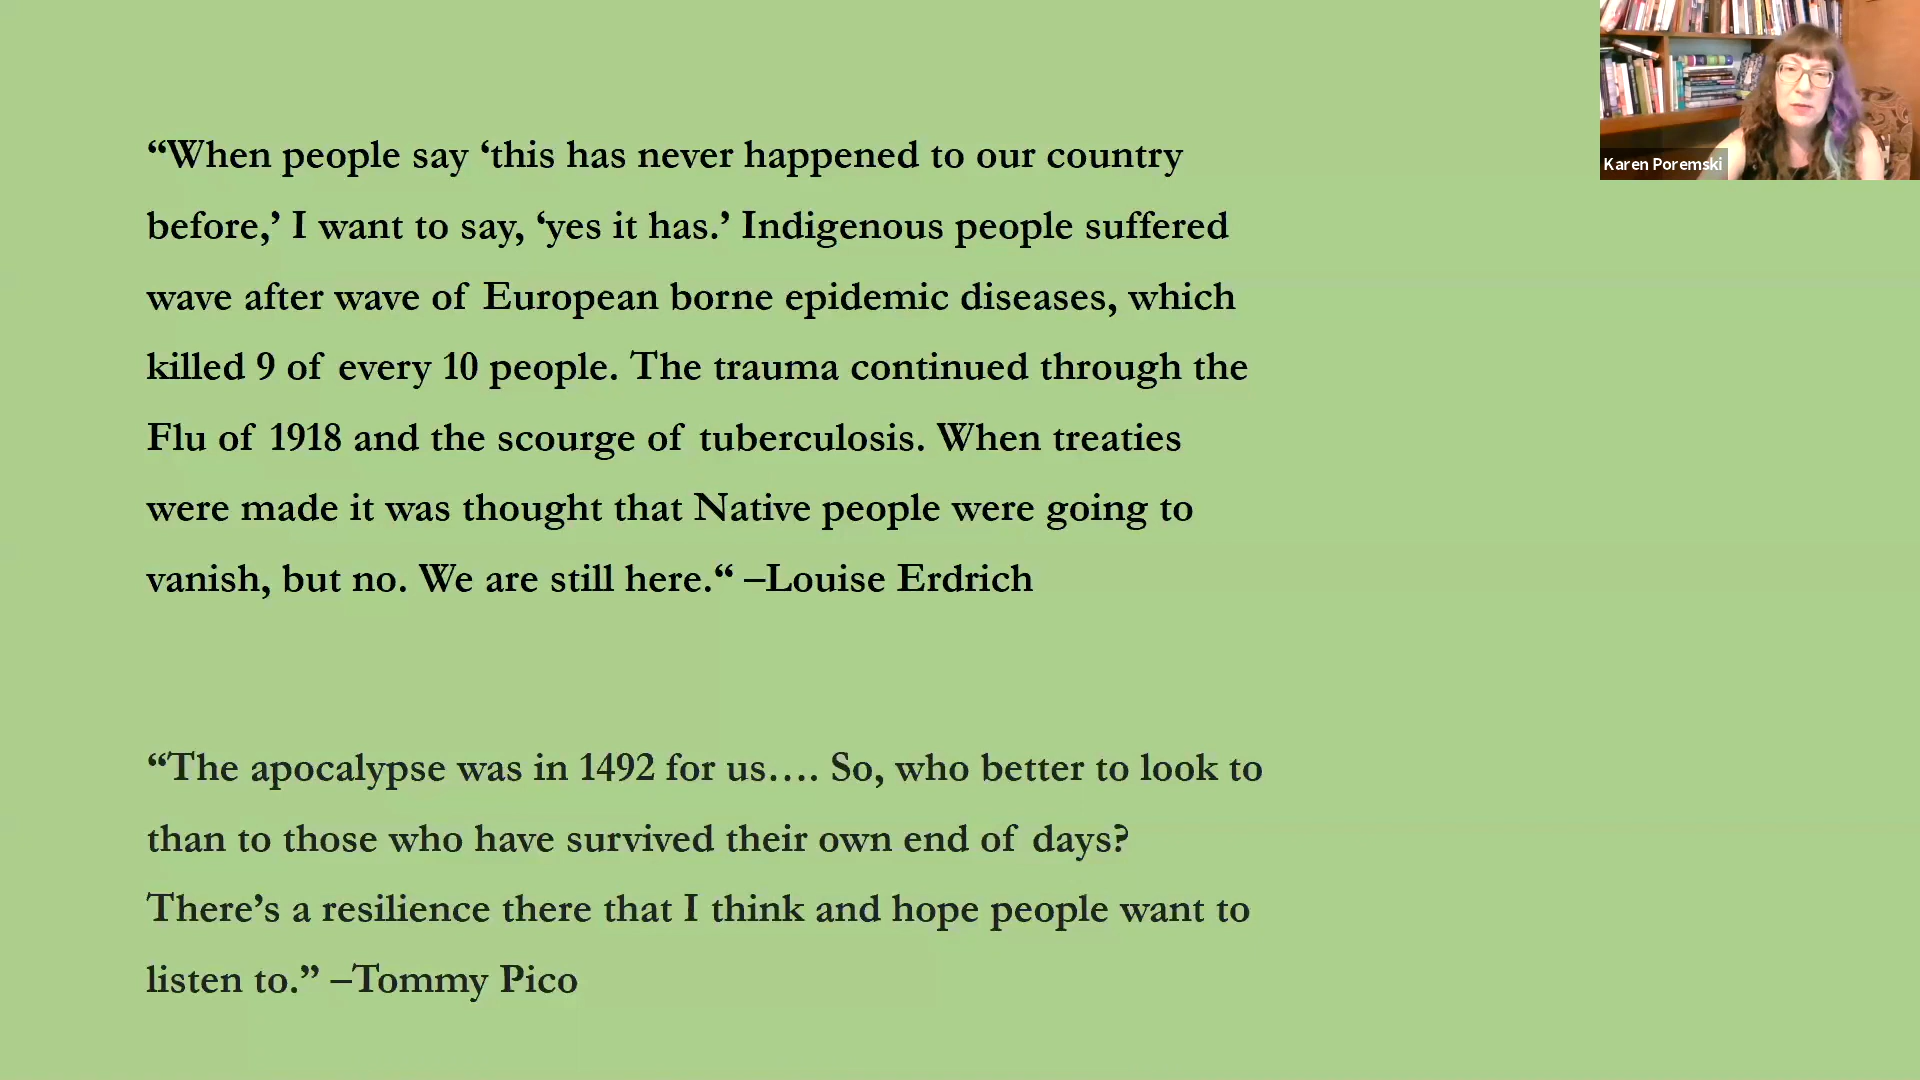 “When people say ‘this has never happened to our country
before,’ I want to say, ‘yes it has.’ Indigenous people suffered
wave after wave of European borne epidemic diseases, which
killed 9 of every 10 people. The trauma continued through the
Flu of 1918 and the scourge of tuberculosis. When treaties
were made it was thought that Native people were going to
vanish, but no. We are still here.“ –Louise Erdrich
“The apocalypse was in 1492 for us…. So, who better to look to
than to those who have survived their own end of days?
There’s a resilience there that I think and hope people want to
listen to.” –Tommy Pico
Karen Poremski